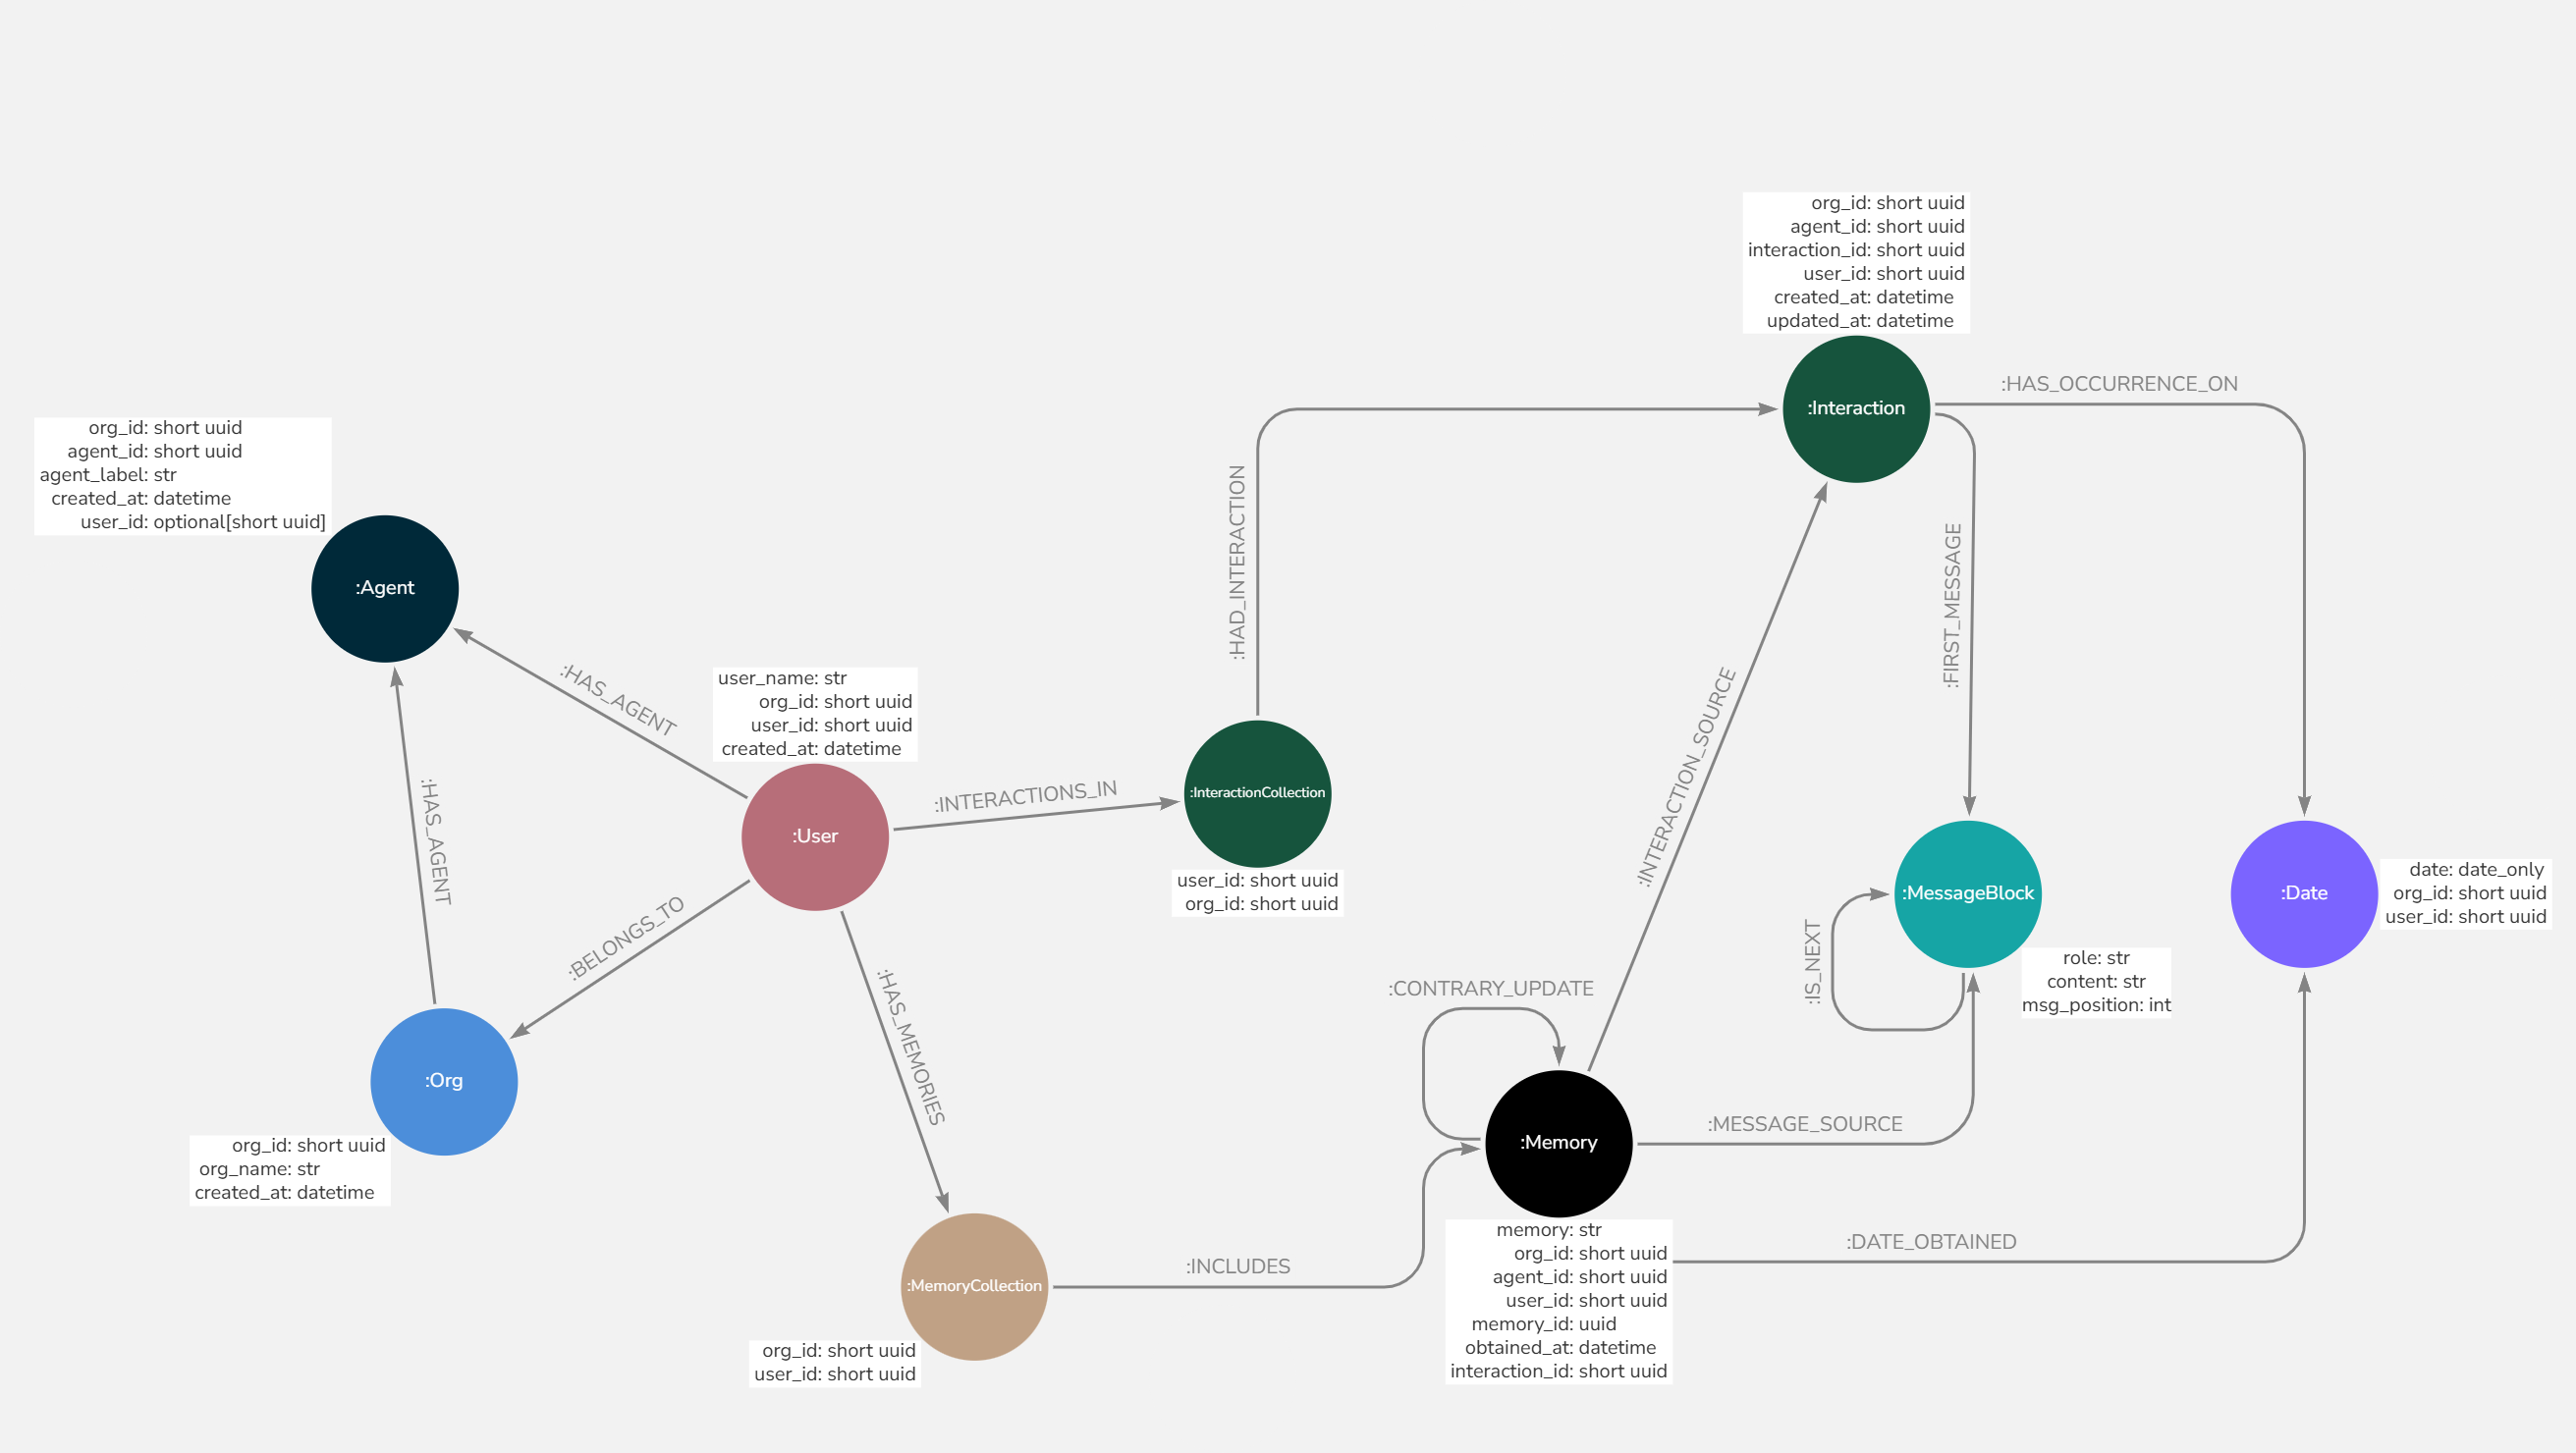 org_id: short uuid
agent_id: short uuid
interaction_id: short uuid
user_id: short uuid
created_at: datetime
updated_at: datetime
:Interaction
:HAS_OCCURRENCE_ON
:HAD_INTERACTION
:FIRST_MESSAGE
:INTERACTION_SOURCE
org_id: short uuid
agent_id: short uuid
agent_label: str
created_at: datetime
user_id: optional[short uuid]
:Agent
:HAS_AGENT
:HAS_AGENT
user_name: str
org_id: short uuid
user_id: short uuid
created_at: datetime
:User
:INTERACTIONS_IN
:InteractionCollection
user_id: short uuid
org_id: short uuid
:BELONGS_TO
:HAS_MEMORIES
:Org
org_id: short uuid
org_name: str
created_at: datetime
:MemoryCollection
org_id: short uuid
user_id: short uuid
:INCLUDES
:CONTRARY_UPDATE
:Memory
memory: str
org_id: short uuid
agent_id: short uuid
user_id: short uuid
memory_id: uuid
obtained_at: datetime
interaction_id: short uuid
:MESSAGE_SOURCE
:DATE_OBTAINED
:IS_NEXT
:MessageBlock
role: str
content: str
msg_position: int
:Date
date: date_only
org_id: short uuid
user_id: short uuid